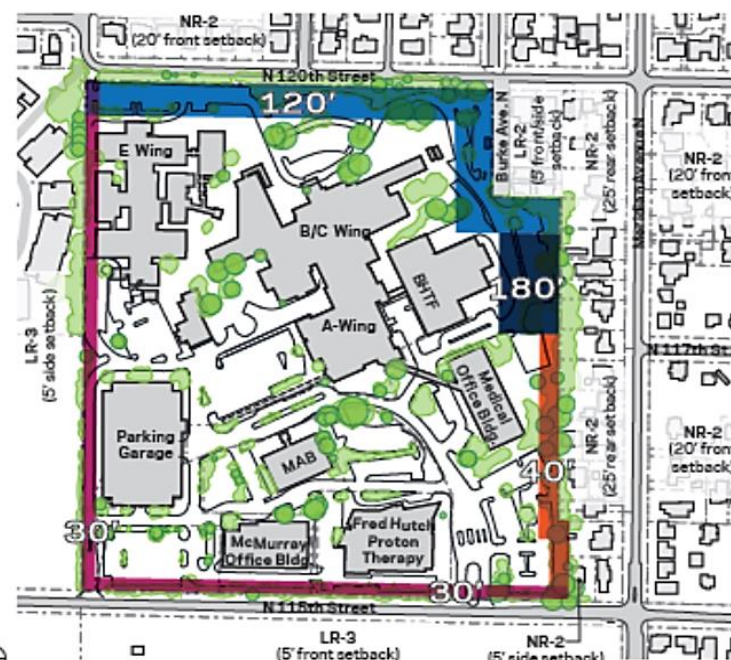 NR-2
(20' front setback)
N 120th Street
120'
Burke Ave. N
LR-2
(5' front/side
setback)
NR-2
(25' rear setback)
Meridian Avenue N
NR-2
(20' fron
setback)
E Wing
B/C Wing
BHTF
180'
A-Wing
LR-3
(5' side setback)
N 117th St
Medical
Office Bldg.
Parking
Garage
MAB
40
NR-2
(25' rear setback)
NR-2
(20' fron
setback)
30'
McMurray
Office Bldg
Fred Hutch
Proton
Therapy
30'
N 115th Street
LR-3
(5' front setback)
NR-2
(5' side setback)